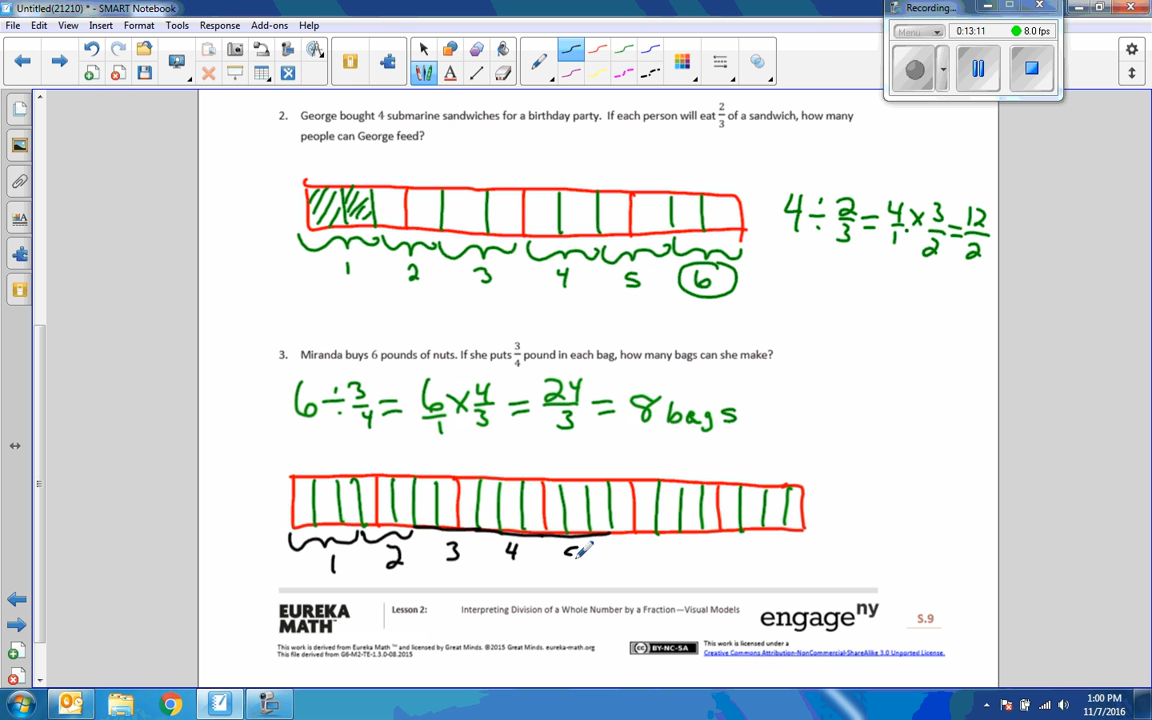 Untitled(21210) * - SMART Notebook
Recording...
File Edit View Insert Format Tools Response Add-ons Help
Menu
0:13:11
8.0 fps
2. George bought 4 submarine sandwiches for a birthday party. If each person will eat 2/3 of a sandwich, how many
people can George feed?
4 ÷ 2/3 = 4/1 × 3/2 = 12/2
1 2 3 4 5 6
3. Miranda buys 6 pounds of nuts. If she puts 3/4 pound in each bag, how many bags can she make?
6 ÷ 3/4 = 6/1 × 4/3 = 24/3 = 8 bags
1 2 3 4
EUREKA
MATH™
Lesson 2: Interpreting Division of a Whole Number by a Fraction—Visual Models
engage ny
S.9
This work is derived from Eureka Math ™ and licensed by Great Minds. ©2015 Great Minds. eureka-math.org
This file derived from G6-M2-TE-1.3.0-08.2015
CC BY-NC-SA
This work is licensed under a
Creative Commons Attribution-NonCommercial-ShareAlike 3.0 Unported License.
1:00 PM
11/7/2016